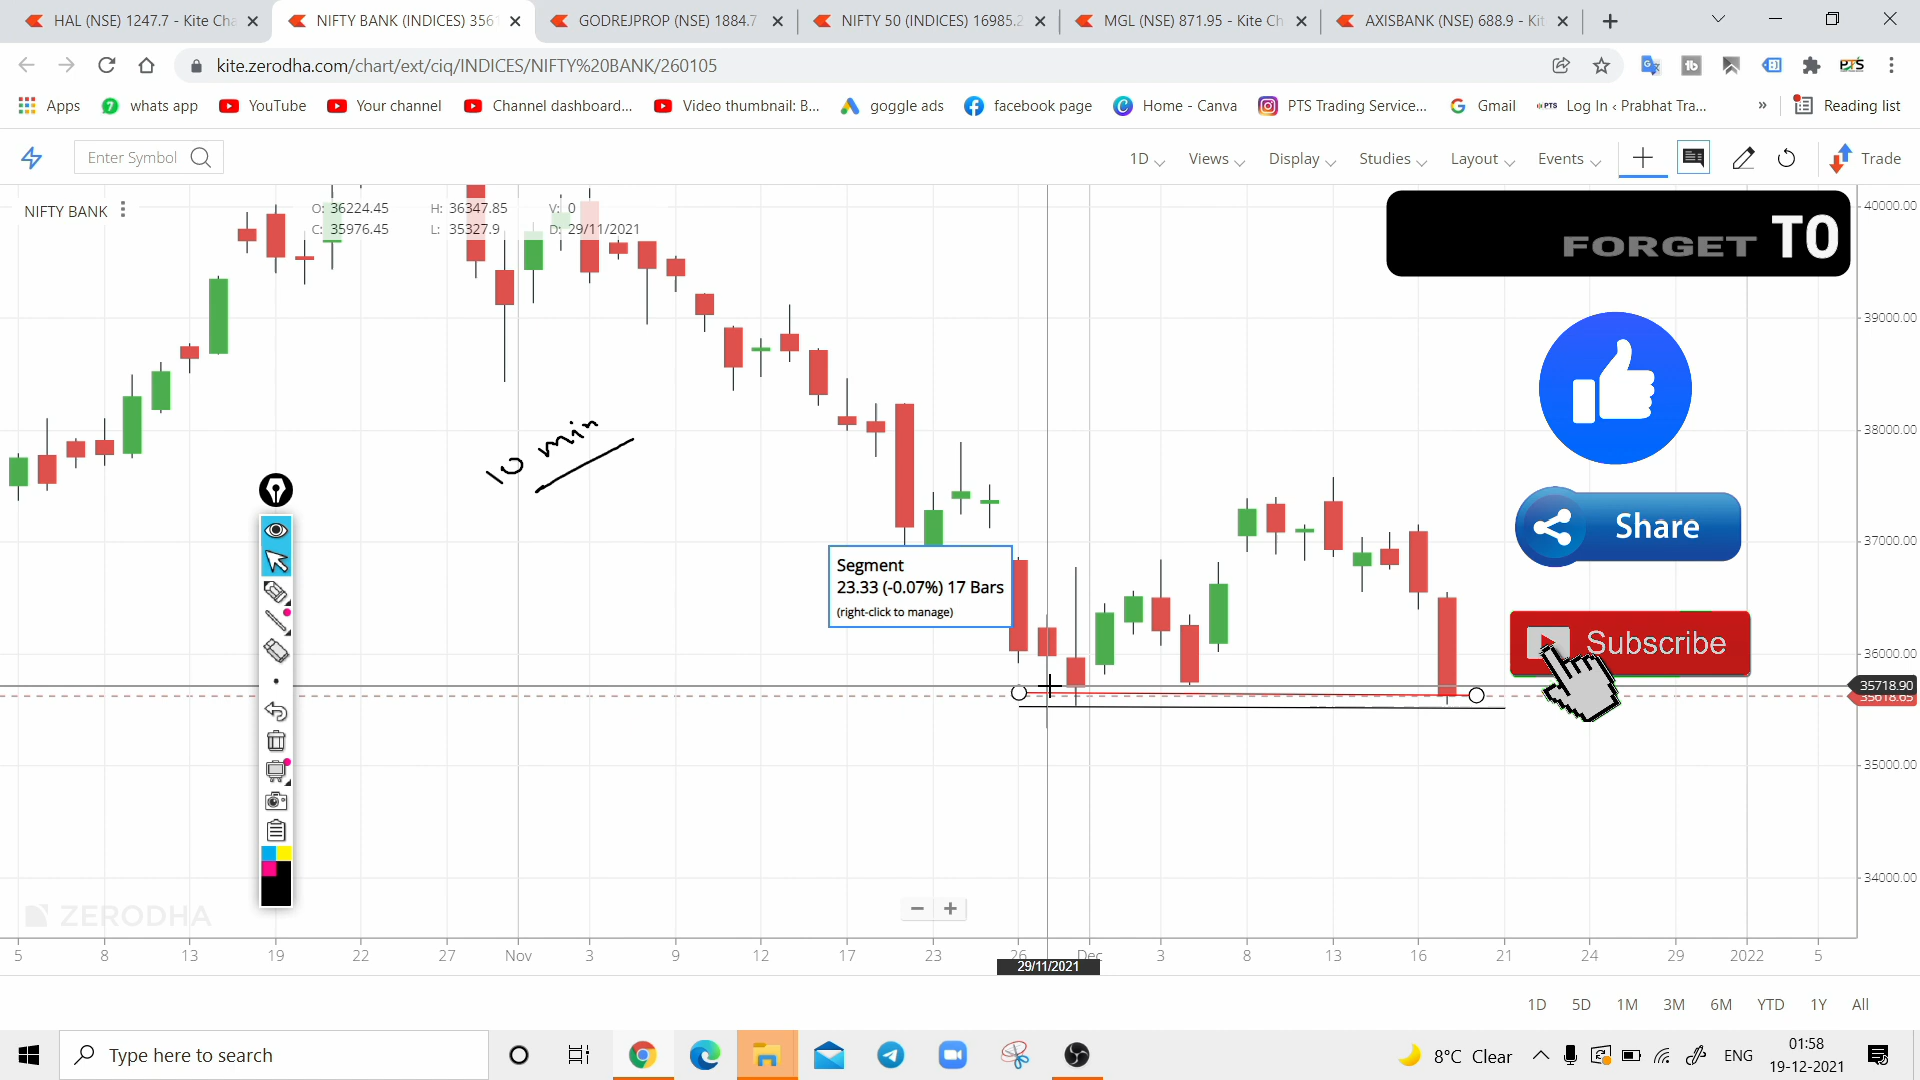 HAL (NSE) 1247.7 - Kite Cha
NIFTY BANK (INDICES) 3561
GODREJPROP (NSE) 1884.7
NIFTY 50 (INDICES) 16985.2
MGL (NSE) 871.95 - Kite Ch
AXISBANK (NSE) 688.9 - Kit
kite.zerodha.com/chart/ext/ciq/INDICES/NIFTY%20BANK/260105
PTS
Apps
whats app
YouTube
Your channel
Channel dashboard...
Video thumbnail: B...
goggle ads
facebook page
Home - Canva
PTS Trading Service...
Gmail
Log In ‹ Prabhat Tra...
»
Reading list
Enter Symbol
1D
Views
Display
Studies
Layout
Events
Trade
NIFTY BANK
O: 36224.45 H: 36347.85 V: 0
C: 35976.45 L: 35327.9 D: 29/11/2021
FORGET TO
10 min
Share
Segment
23.33 (-0.07%) 17 Bars
(right-click to manage)
Subscribe
40000.00
39000.00
38000.00
37000.00
36000.00
35718.90
35618.65
35000.00
34000.00
ZERODHA
5 8 13 19 22 27 Nov 3 9 12 17 23 26 Dec 3 8 13 16 21 24 29 2022 5
29/11/2021
1D 5D 1M 3M 6M YTD 1Y All
Type here to search
8°C Clear
ENG
01:58
19-12-2021